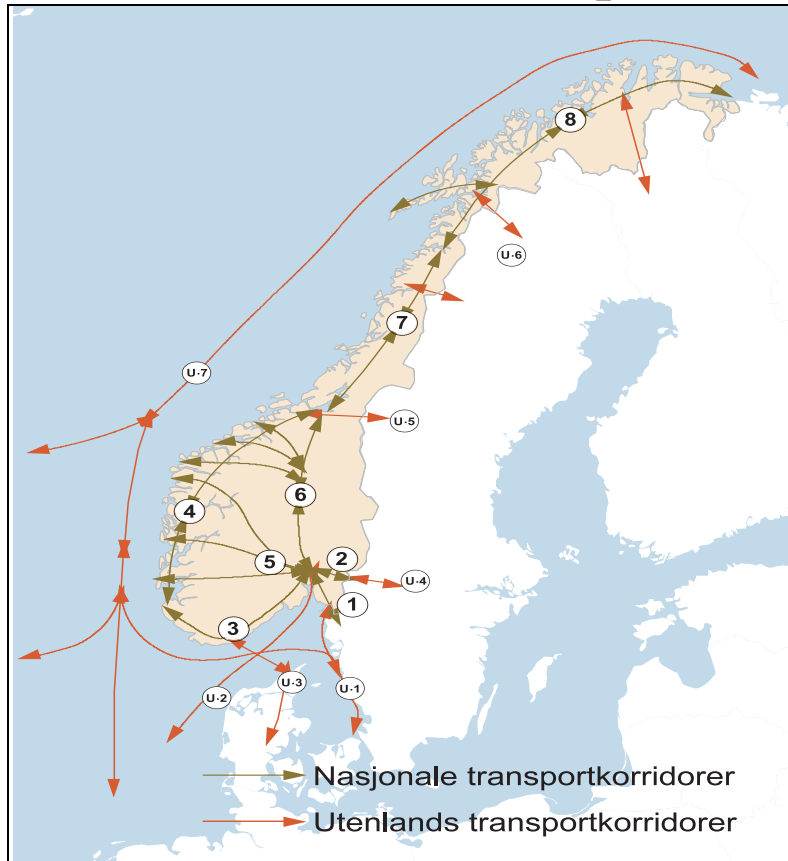 8
U·6
7
U·7
U·5
6
4
2
5
U·4
1
3
U·3
U·1
U·2
Nasjonale transportkorridorer
Utenlands transportkorridorer